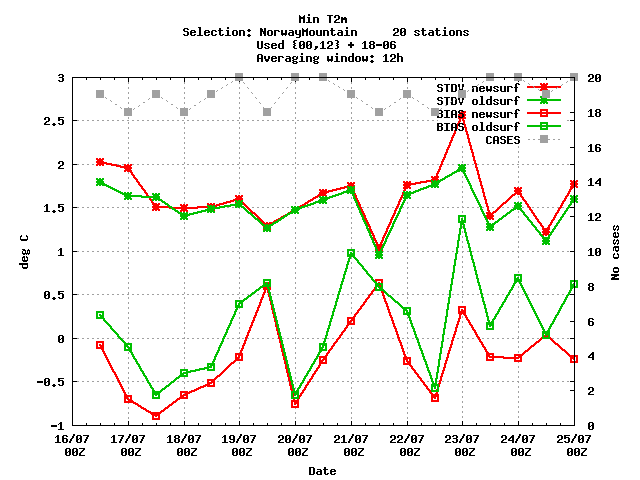 Min T2m
Selection: NorwayMountain     20 stations
Used {00,12} + 18-06
Averaging window: 12h
STDV newsurf
STDV oldsurf
BIAS newsurf
BIAS oldsurf
CASES
3
2.5
2
1.5
1
0.5
0
-0.5
-1
deg C
20
18
16
14
12
10
8
6
4
2
0
No cases
16/07 17/07 18/07 19/07 20/07 21/07 22/07 23/07 24/07 25/07
00Z 00Z 00Z 00Z 00Z 00Z 00Z 00Z 00Z 00Z
Date